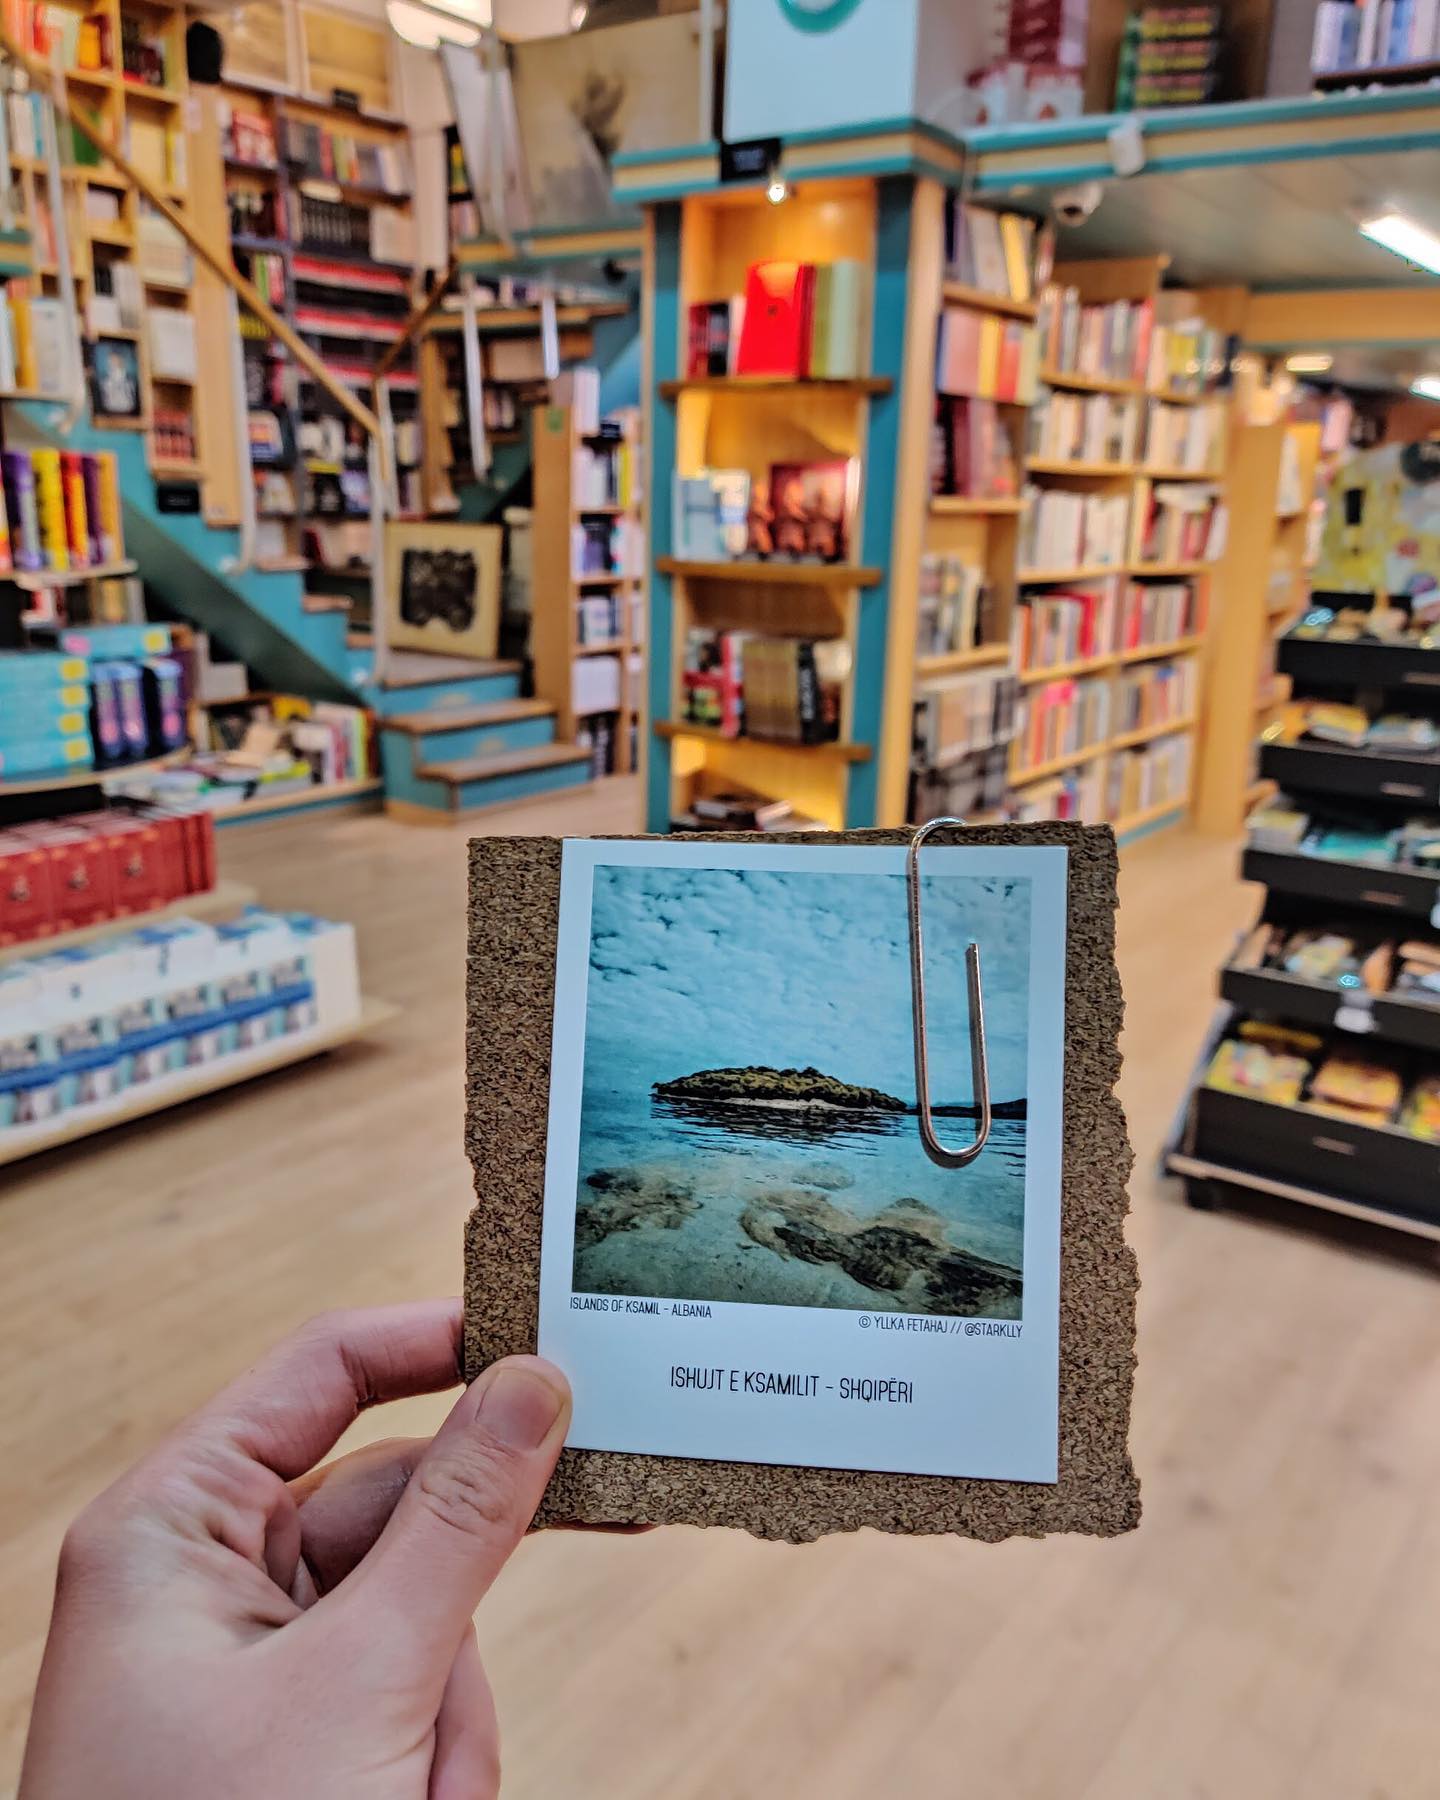 ISLANDS OF KSAMIL - ALBANIA
© YLLKA FETAHAJ // @STARKLLY
ISHUJT E KSAMILIT - SHQIPËRI